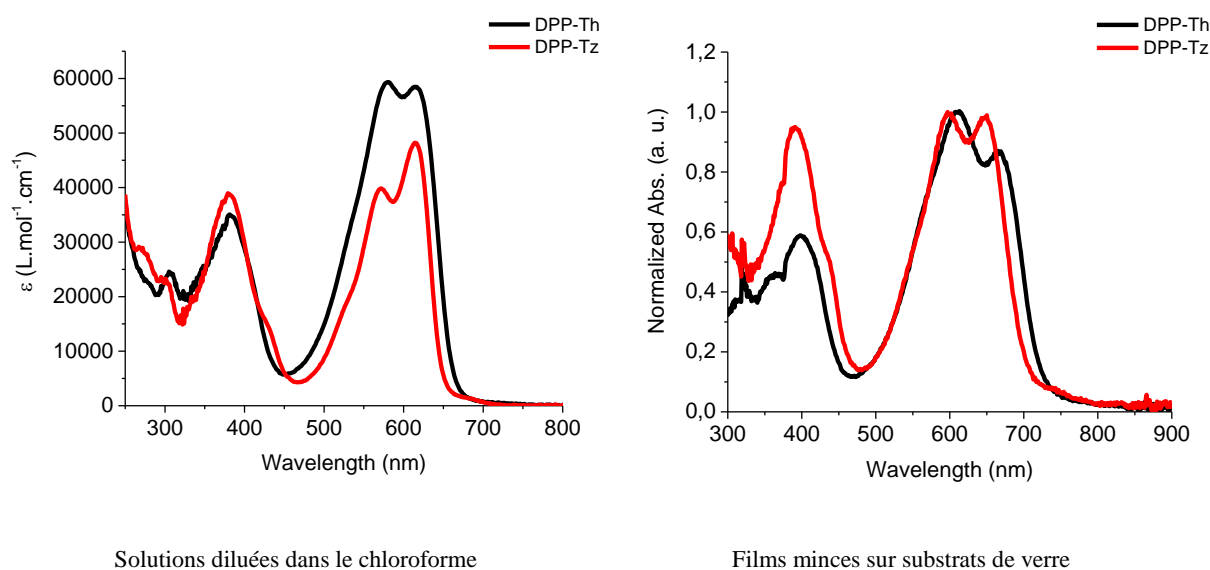 DPP-Th
DPP-Tz
60000
50000
40000
30000
20000
10000
0
ε (L.mol⁻¹.cm⁻¹)
300 400 500 600 700 800
Wavelength (nm)
DPP-Th
DPP-Tz
1,2
1,0
0,8
0,6
0,4
0,2
0,0
Normalized Abs. (a. u.)
300 400 500 600 700 800 900
Wavelength (nm)
Solutions diluées dans le chloroforme
Films minces sur substrats de verre